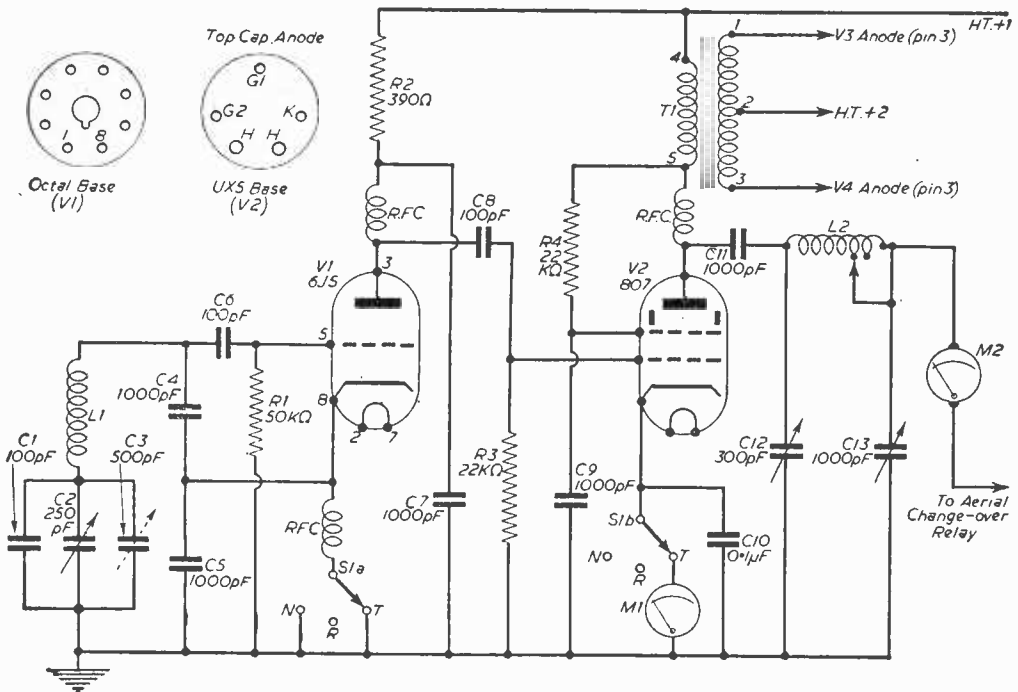 Top Cap, Anode
G1
G2
K
H
H
1
8
Octal Base
(V1)
UX5 Base
(V2)
R2
390Ω
RFC
C8
100pF
V1
6J5
3
5
8
2
7
C6
100pF
C4
1000pF
R1
50KΩ
L1
C1
100pF
C2
250
pF
C3
500pF
C5
1000pF
RFC
S1a
N
R
T
C7
1000pF
R3
22KΩ
HT.+1
4
T1
5
1
2
3
V3 Anode (pin 3)
H.T.+2
V4 Anode (pin 3)
RFC
R4
22
KΩ
V2
807
C11
1000pF
L2
C9
1000pF
S1b
N
R
T
C10
0·1µF
M1
C12
300pF
C13
1000pF
M2
To Aerial
Change-over
Relay